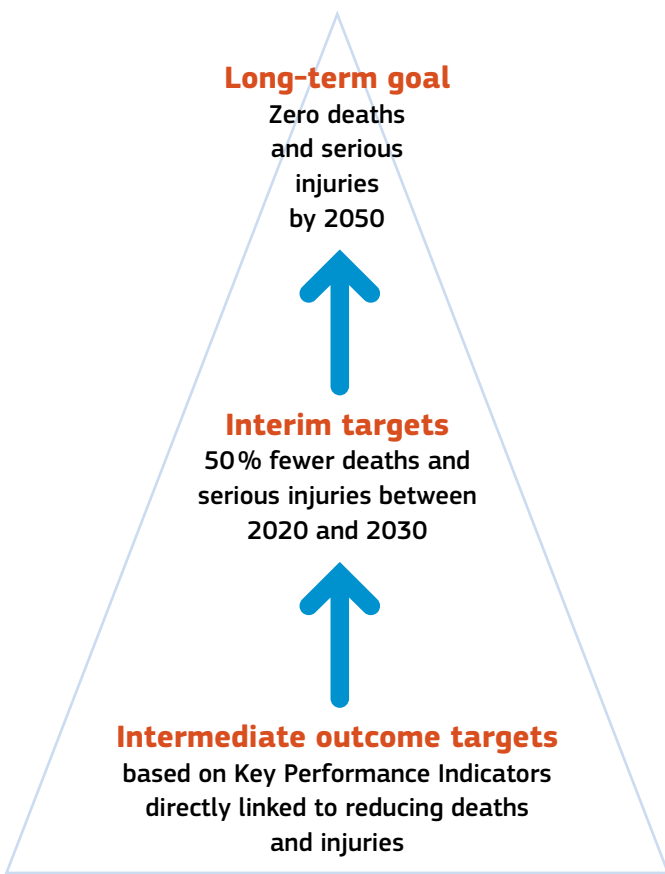 Long-term goal
Zero deaths
and serious
injuries
by 2050
Interim targets
50% fewer deaths and
serious injuries between
2020 and 2030
Intermediate outcome targets
based on Key Performance Indicators
directly linked to reducing deaths
and injuries